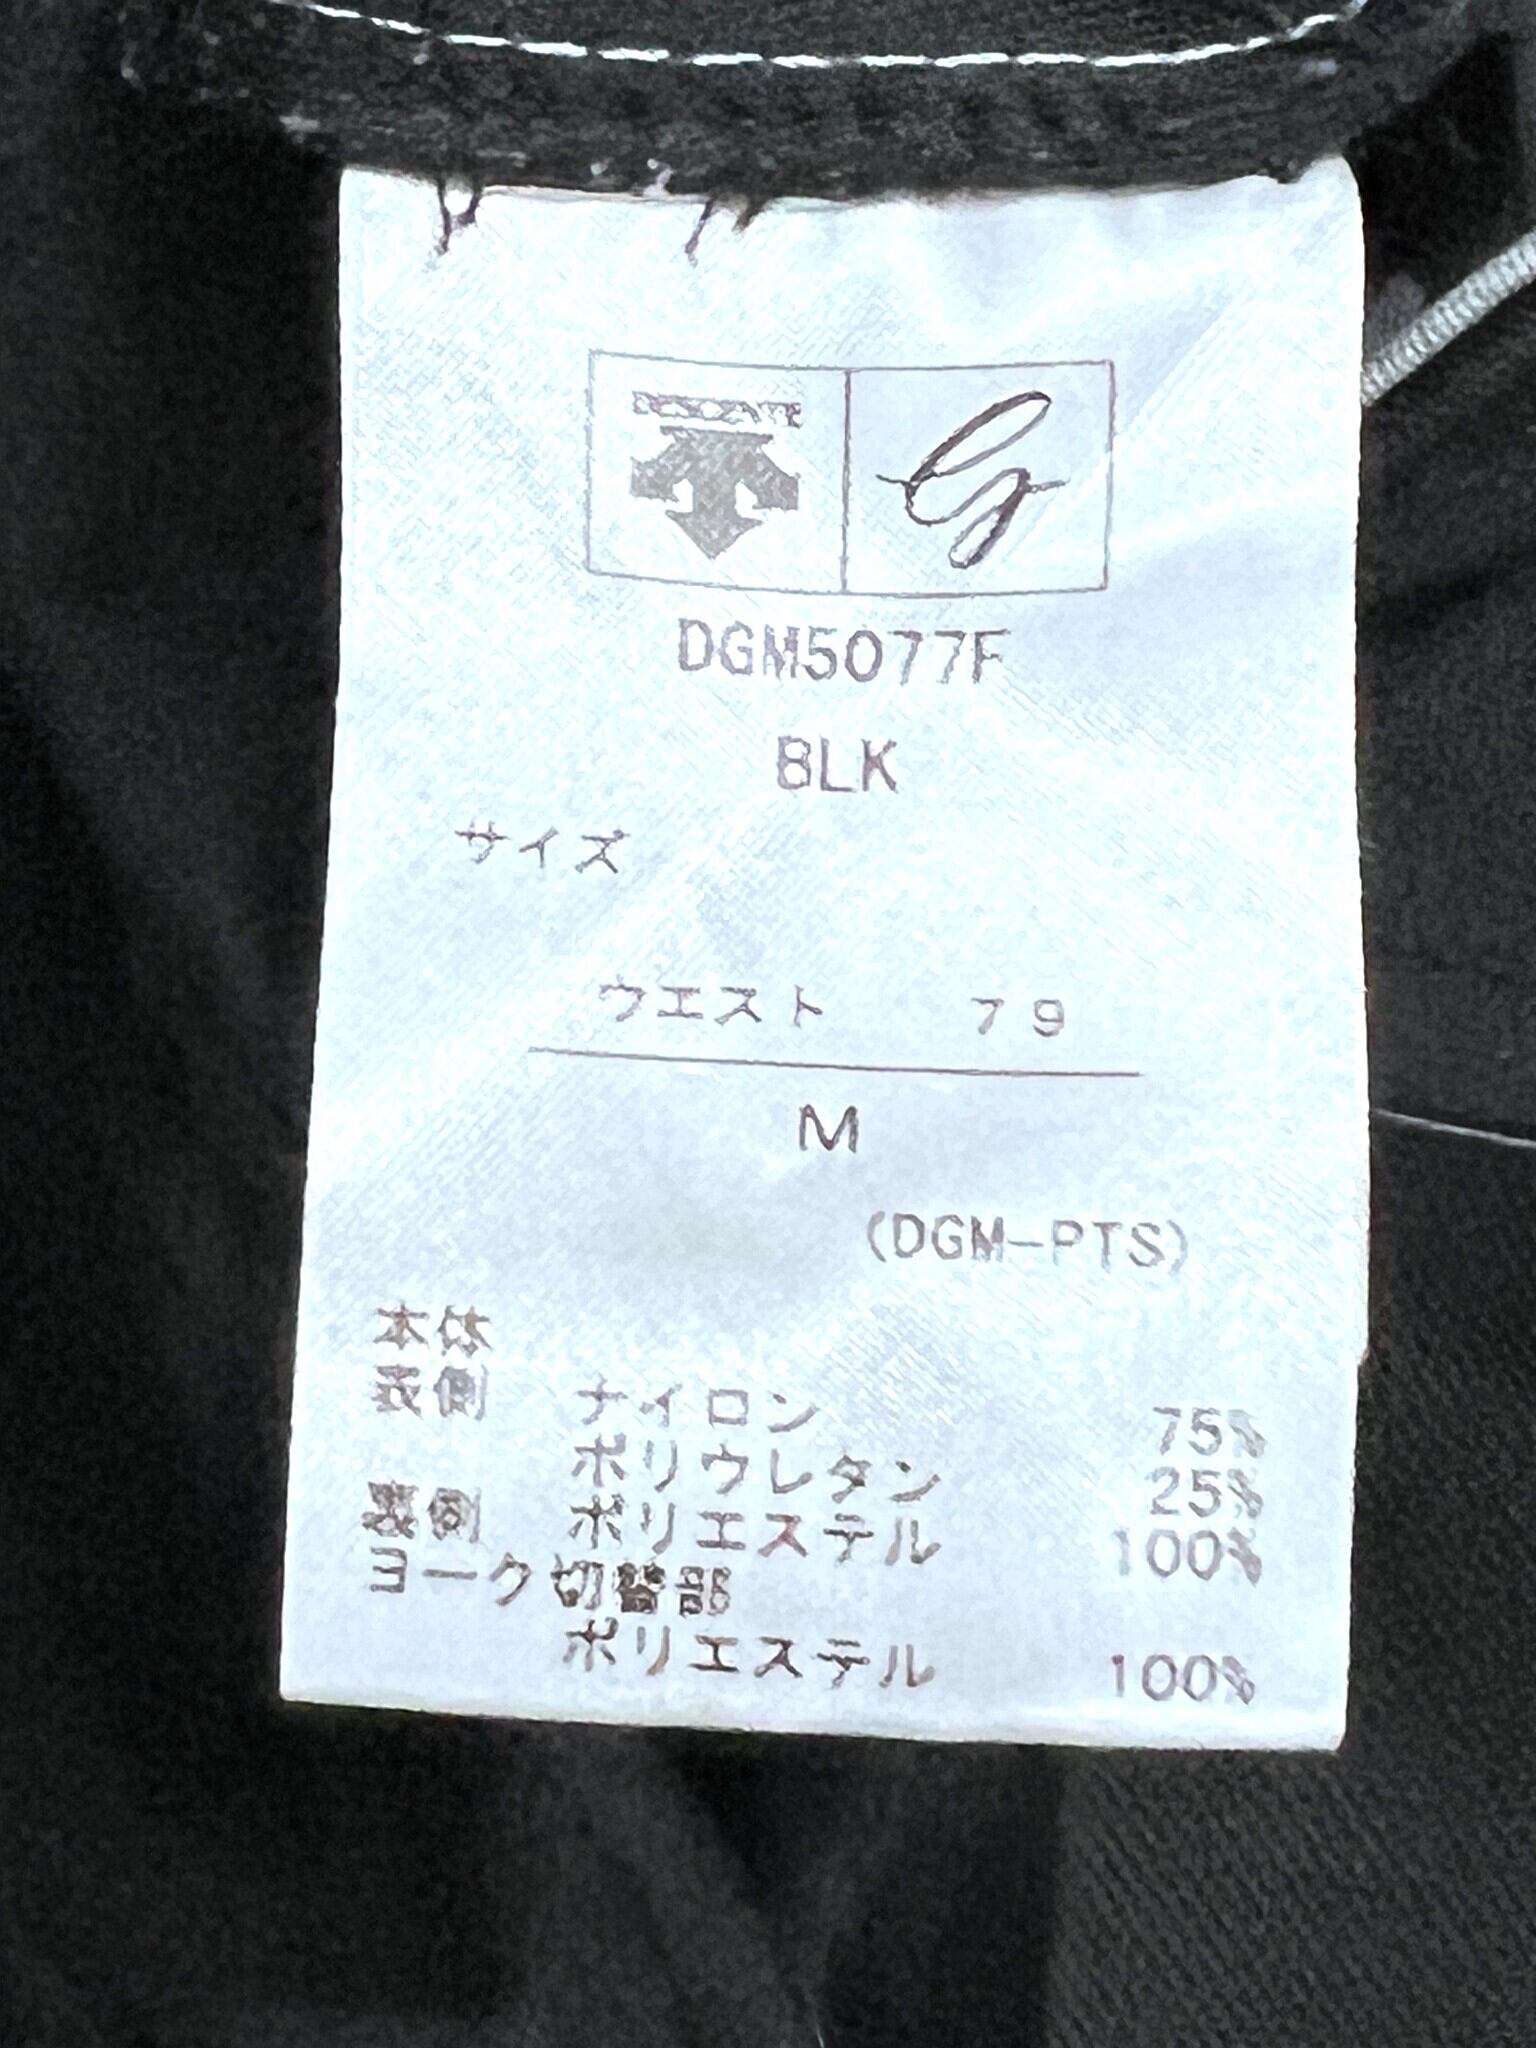 DESCENTE
DGM5077F
BLK
サイズ
ウエスト 79
M
(DGM-PTS)
本体
表側 ナイロン 75%
ポリウレタン 25%
裏側 ポリエステル 100%
ヨーク切替部
ポリエステル 100%